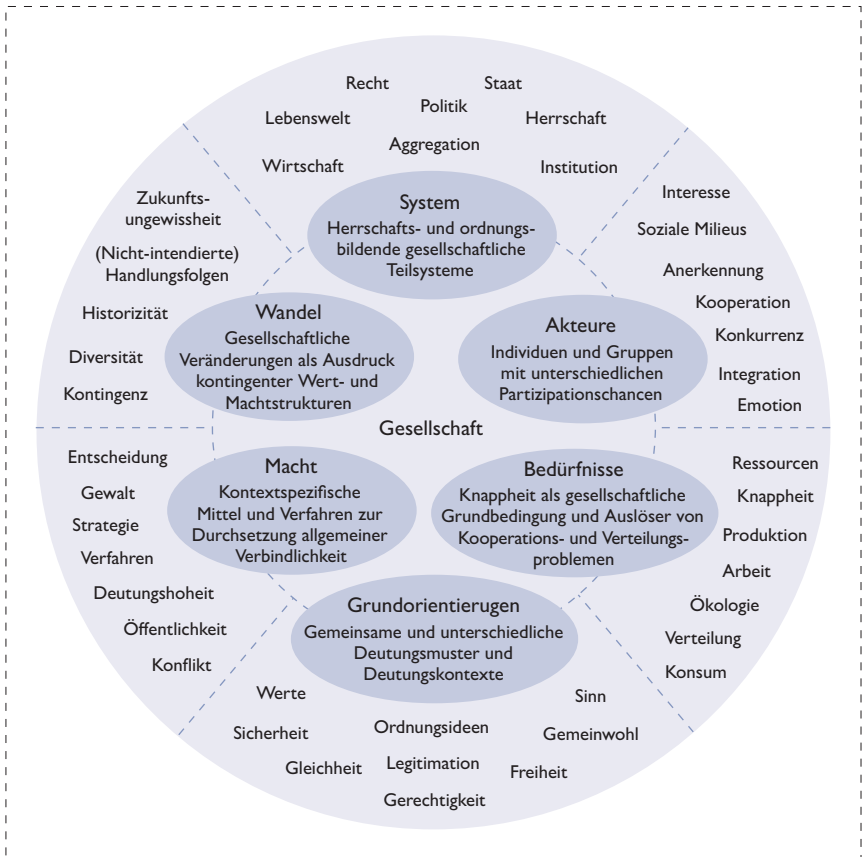 Recht
Staat
Politik
Lebenswelt
Herrschaft
Aggregation
Wirtschaft
Institution
System
Herrschafts- und ordnungs-
bildende gesellschaftliche
Teilsysteme
Zukunfts-
ungewissheit
(Nicht-intendierte)
Handlungsfolgen
Historizität
Diversität
Kontingenz
Wandel
Gesellschaftliche
Veränderungen als Ausdruck
kontingenter Wert- und
Machtstrukturen
Interesse
Soziale Milieus
Anerkennung
Kooperation
Konkurrenz
Integration
Emotion
Akteure
Individuen und Gruppen
mit unterschiedlichen
Partizipationschancen
Gesellschaft
Entscheidung
Gewalt
Strategie
Verfahren
Deutungshoheit
Öffentlichkeit
Konflikt
Macht
Kontextspezifische
Mittel und Verfahren zur
Durchsetzung allgemeiner
Verbindlichkeit
Bedürfnisse
Knappheit als gesellschaftliche
Grundbedingung und Auslöser von
Kooperations- und Verteilungs-
problemen
Ressourcen
Knappheit
Produktion
Arbeit
Ökologie
Verteilung
Konsum
Grundorientierugen
Gemeinsame und unterschiedliche
Deutungsmuster und
Deutungskontexte
Werte
Sinn
Sicherheit
Ordnungsideen
Gemeinwohl
Gleichheit
Legitimation
Freiheit
Gerechtigkeit